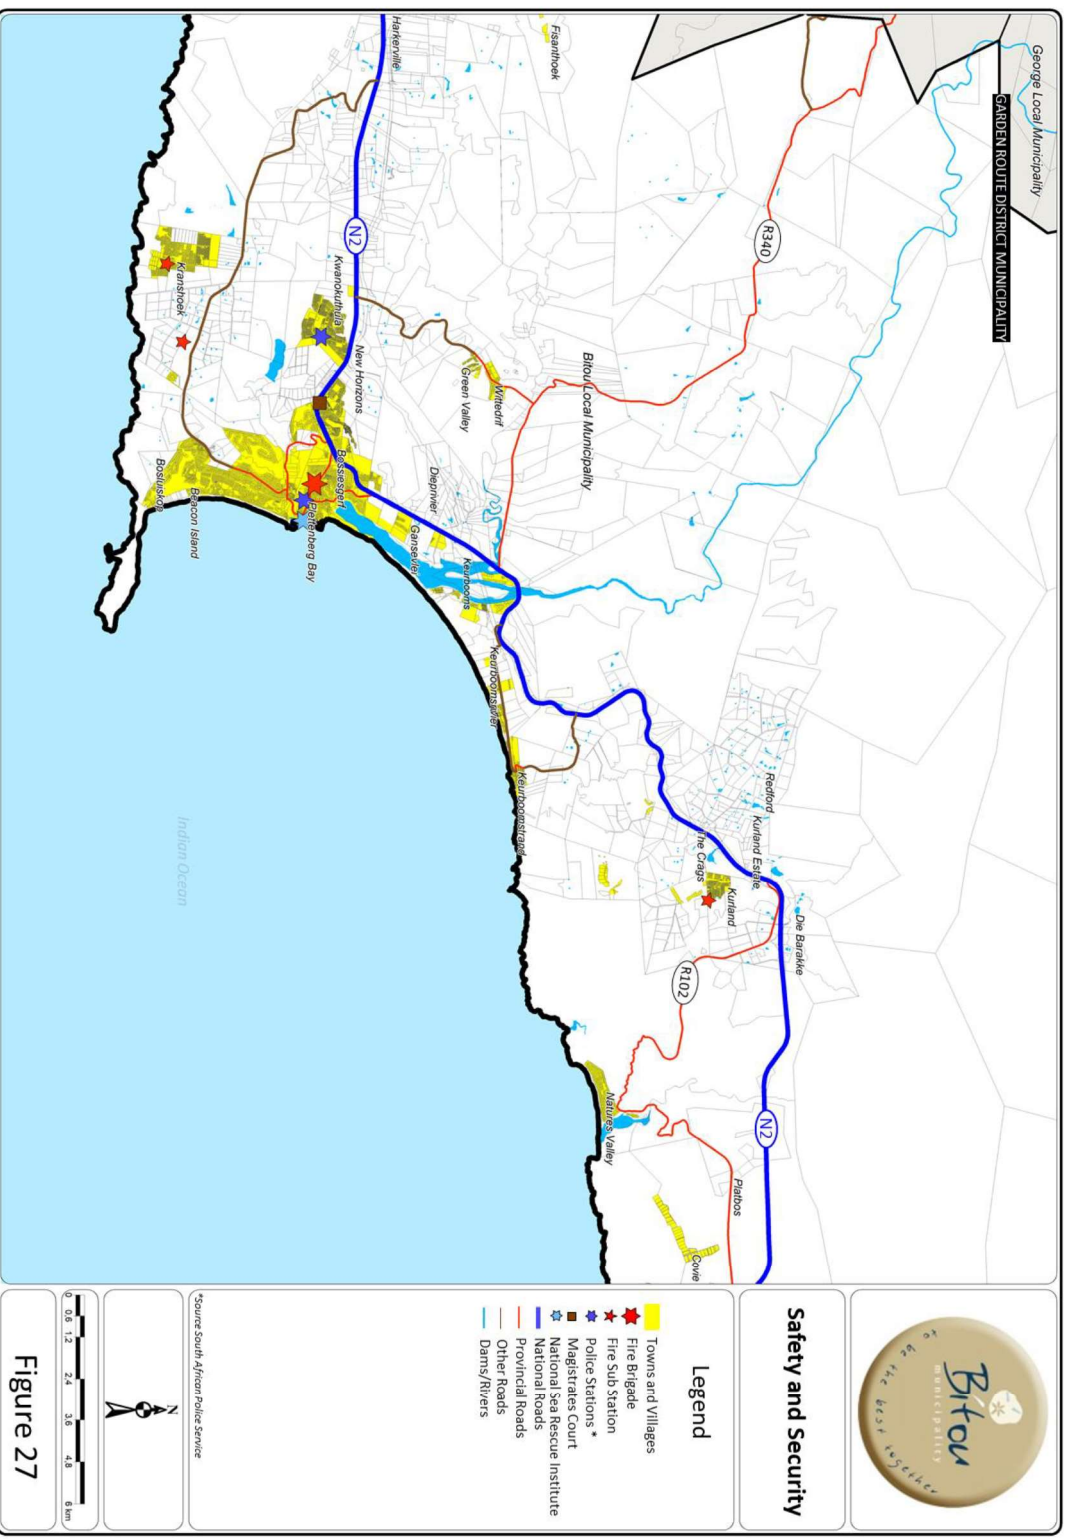 George Local Municipality
GARDEN ROUTE DISTRICT MUNICIPALITY
Fisanthoek
Harkerville
R340
N2
Kwanokuthula
Kranshoek
New Horizons
Green Valley
Wittedrif
Bitou Local Municipality
Bossiesgerf
Dieprivier
Gansevlei
Plettenberg Bay
Beacon Island
Keurbooms
Keurboomsrivier
Keurboomstrand
Redford
Kurland Estate
The Crags
Kurland
Die Barakke
R102
N2
Natures Valley
Platbos
Covie
Indian Ocean
Bitou
municipality
to be the best together
Safety and Security
Legend
Towns and Villages
Fire Brigade
Fire Sub Station
Police Stations *
Magistrates Court
National Sea Rescue Institute
National Roads
Provincial Roads
Other Roads
Dams/Rivers
*Source South African Police Service
N
0 0,6 1,2 2,4 3,6 4,8 6 km
Figure 27